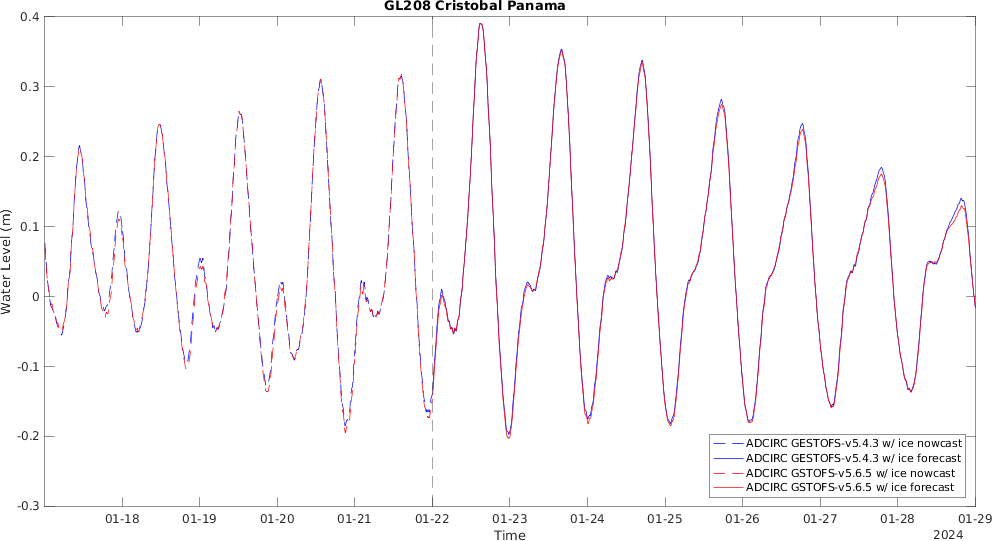 GL208 Cristobal Panama
0.4
0.3
0.2
0.1
0
-0.1
-0.2
-0.3
Water Level (m)
ADCIRC GESTOFS-v5.4.3 w/ ice nowcast
ADCIRC GESTOFS-v5.4.3 w/ ice forecast
ADCIRC GSTOFS-v5.6.5 w/ ice nowcast
ADCIRC GSTOFS-v5.6.5 w/ ice forecast
01-18 01-19 01-20 01-21 01-22 01-23 01-24 01-25 01-26 01-27 01-28 01-29
Time
2024